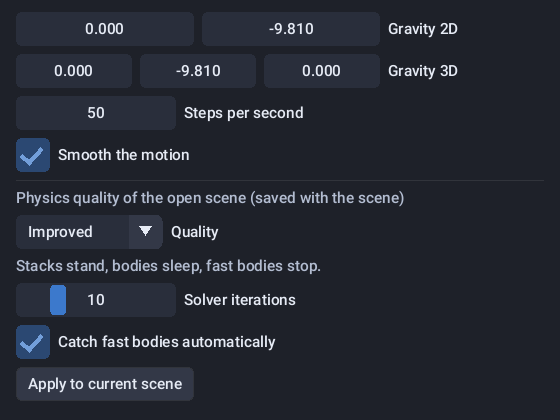 0.000 -9.810 Gravity 2D
0.000 -9.810 0.000 Gravity 3D
50 Steps per second
Smooth the motion
Physics quality of the open scene (saved with the scene)
Improved Quality
Stacks stand, bodies sleep, fast bodies stop.
10 Solver iterations
Catch fast bodies automatically
Apply to current scene